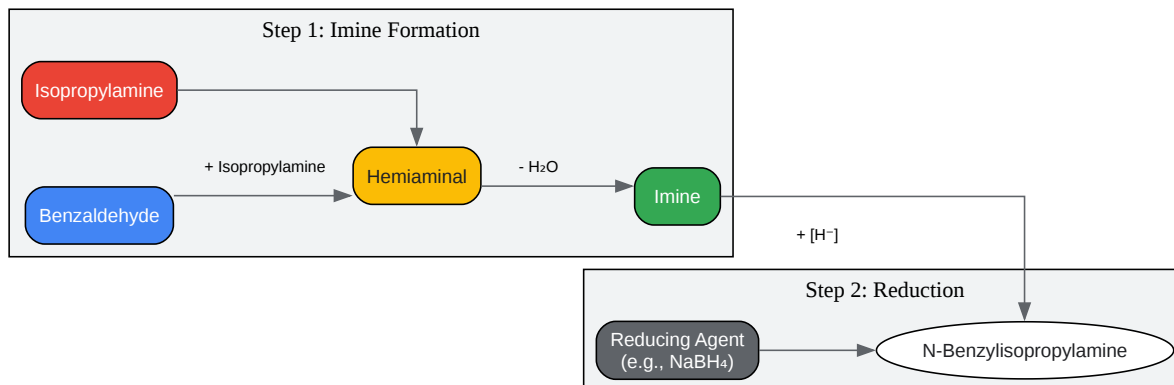 Step 1: Imine Formation
Isopropylamine
+ Isopropylamine
- H₂O
Hemiaminal
Benzaldehyde
Imine
+ [H⁻]
Step 2: Reduction
Reducing Agent
(e.g., NaBH₄)
N-Benzylisopropylamine